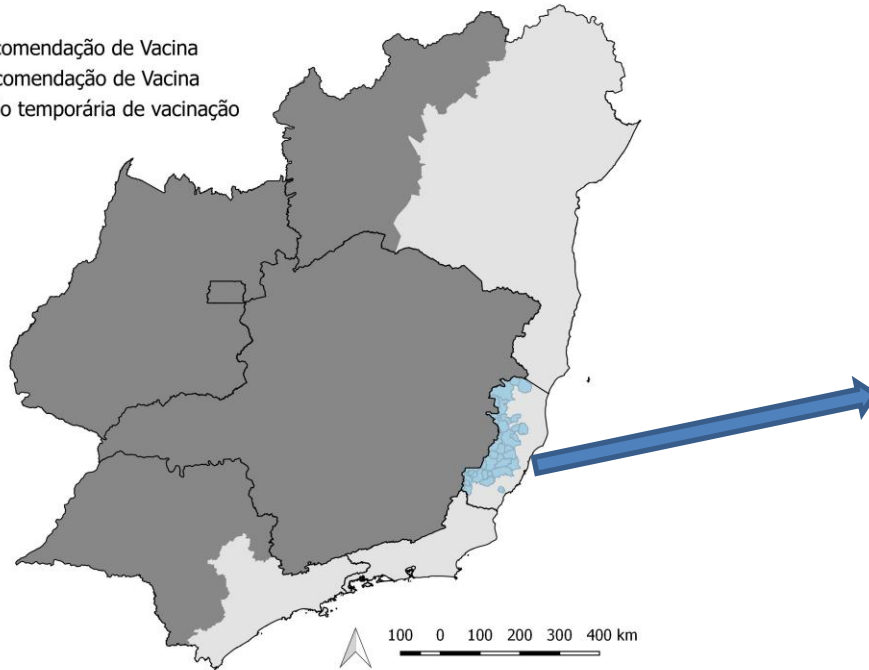 comendação de Vacina
comendação de Vacina
o temporária de vacinação
100 0 100 200 300 400 km